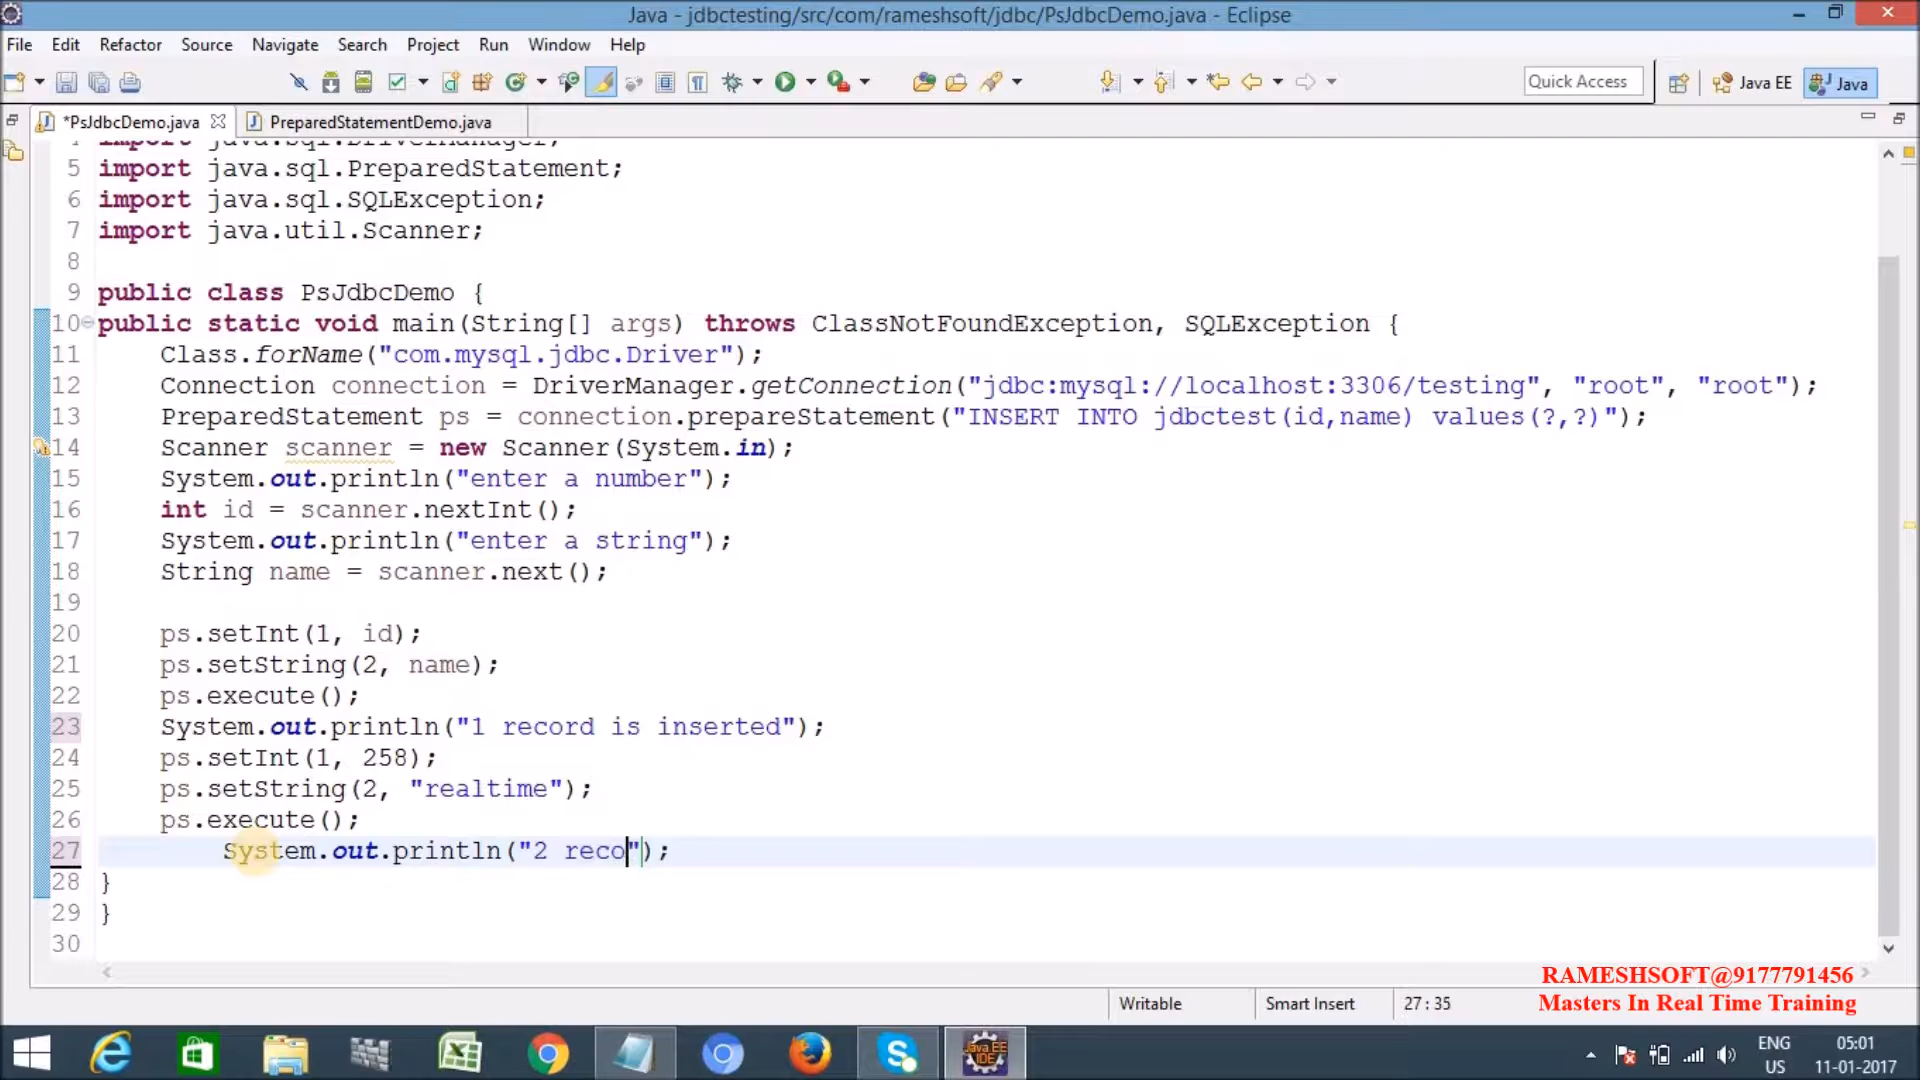 Java - jdbctesting/src/com/rameshsoft/jdbc/PsJdbcDemo.java - Eclipse
File Edit Refactor Source Navigate Search Project Run Window Help
Quick Access
Java EE
Java
*PsJdbcDemo.java
PreparedStatementDemo.java
4 import java.sql.DriverManager;
5 import java.sql.PreparedStatement;
6 import java.sql.SQLException;
7 import java.util.Scanner;
8
9 public class PsJdbcDemo {
10 public static void main(String[] args) throws ClassNotFoundException, SQLException {
11 Class.forName("com.mysql.jdbc.Driver");
12 Connection connection = DriverManager.getConnection("jdbc:mysql://localhost:3306/testing", "root", "root");
13 PreparedStatement ps = connection.prepareStatement("INSERT INTO jdbctest(id,name) values(?,?)");
14 Scanner scanner = new Scanner(System.in);
15 System.out.println("enter a number");
16 int id = scanner.nextInt();
17 System.out.println("enter a string");
18 String name = scanner.next();
19
20 ps.setInt(1, id);
21 ps.setString(2, name);
22 ps.execute();
23 System.out.println("1 record is inserted");
24 ps.setInt(1, 258);
25 ps.setString(2, "realtime");
26 ps.execute();
27 System.out.println("2 reco");
28 }
29 }
30
RAMESHSOFT@9177791456
Masters In Real Time Training
Writable
Smart Insert
27 : 35
Java EE
IDE
ENG
US
05:01
11-01-2017